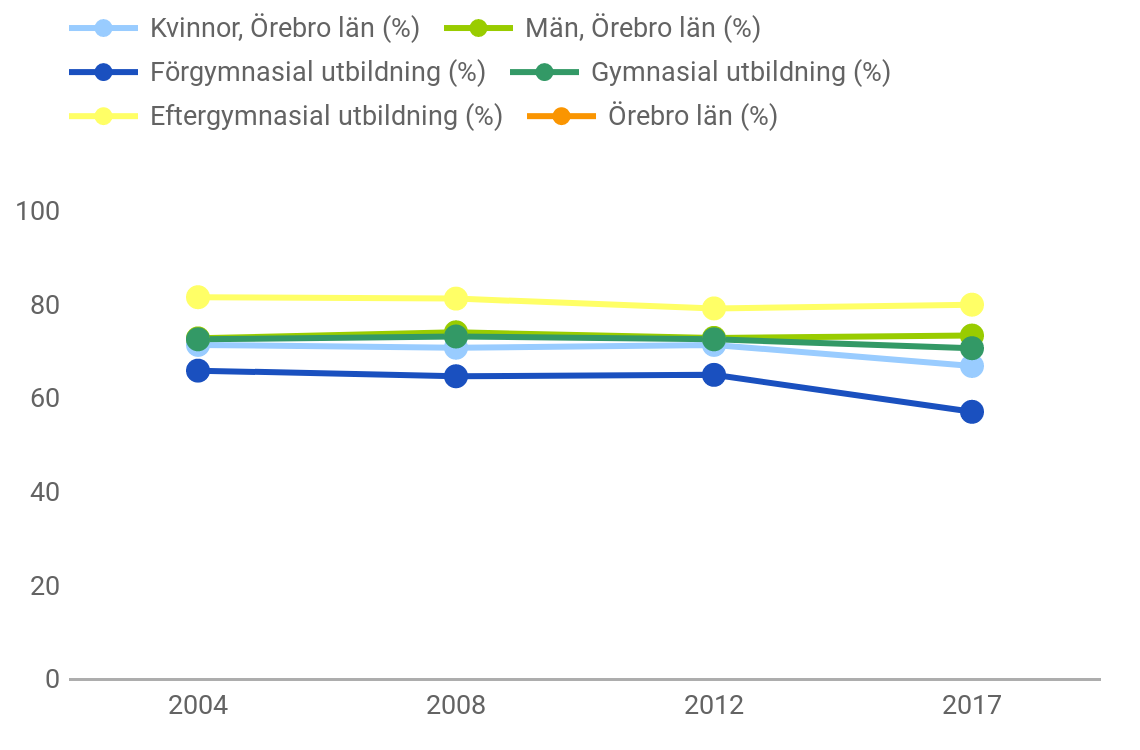 Kvinnor, Örebro län (%) Män, Örebro län (%)
Förgymnasial utbildning (%) Gymnasial utbildning (%)
Eftergymnasial utbildning (%) Örebro län (%)
100
80
60
40
20
0
2004 2008 2012 2017